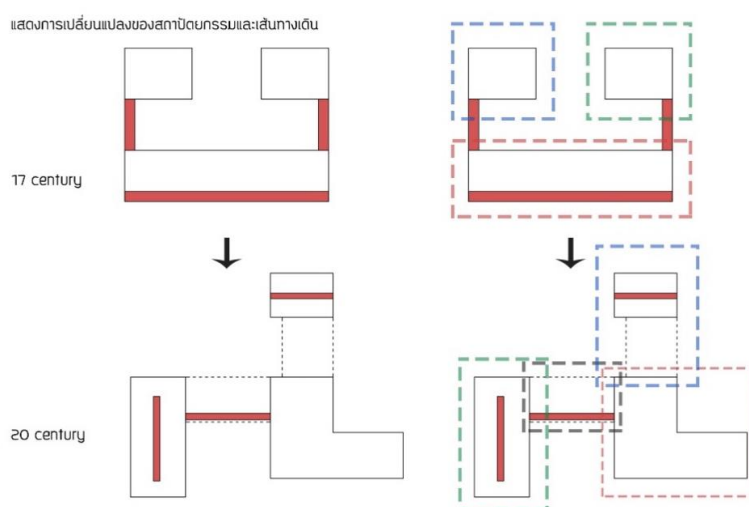 แสดงการเปลี่ยนแปลงของสถาปัตยกรรมและเส้นทางเดิน
17 century
20 century